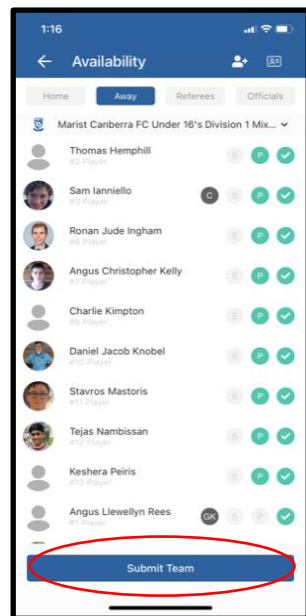 1:16
Availability
Home Away Referees Officials
Marist Canberra FC Under 16's Division 1 Mix...
Thomas Hemphill
#2 Player
S P
Sam Ianniello
#3 Player
C S P
Ronan Jude Ingham
#6 Player
S P
Angus Christopher Kelly
#7 Player
S P
Charlie Kimpton
#9 Player
S P
Daniel Jacob Knobel
#10 Player
S P
Stavros Mastoris
#11 Player
S P
Tejas Nambissan
#12 Player
S P
Keshera Peiris
#13 Player
S P
Angus Llewellyn Rees
#1 Player
GK S P
Submit Team